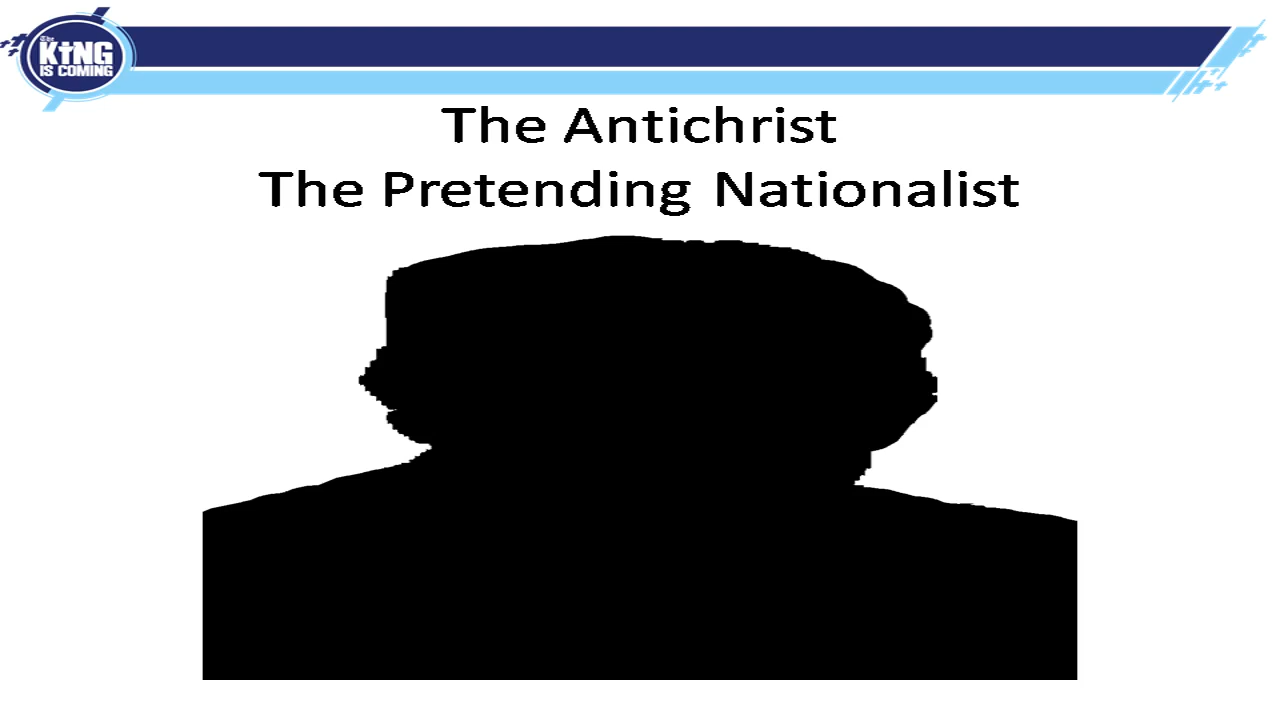 The
KING
IS COMING
The Antichrist
The Pretending Nationalist